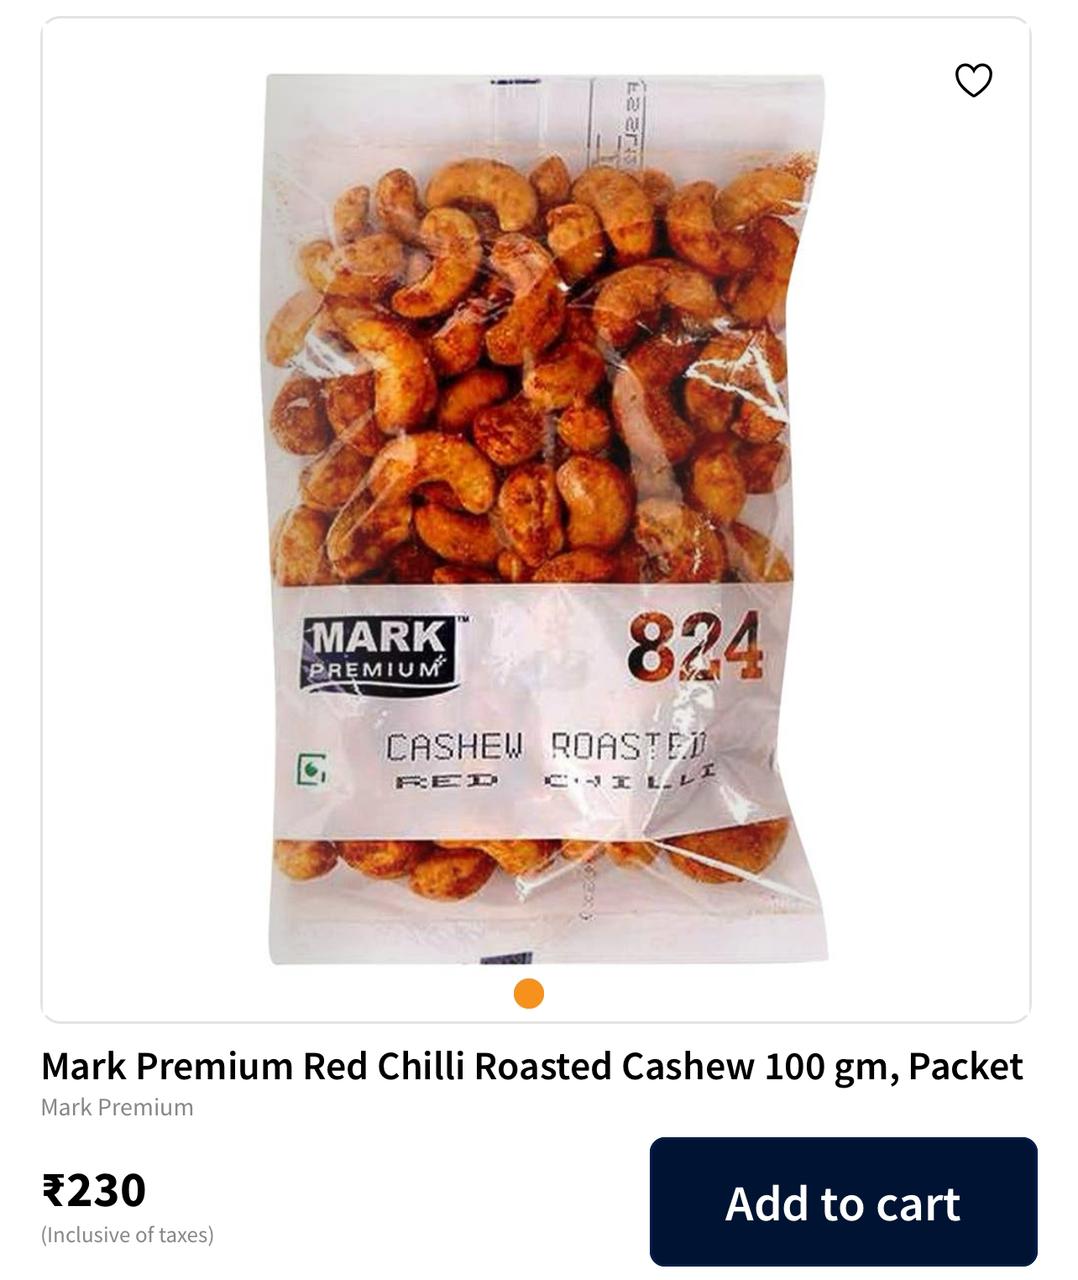 MARK™
PREMIUM
824
CASHEW ROASTED
RED CHILLI
Mark Premium Red Chilli Roasted Cashew 100 gm, Packet
Mark Premium
₹230
Add to cart
(Inclusive of taxes)